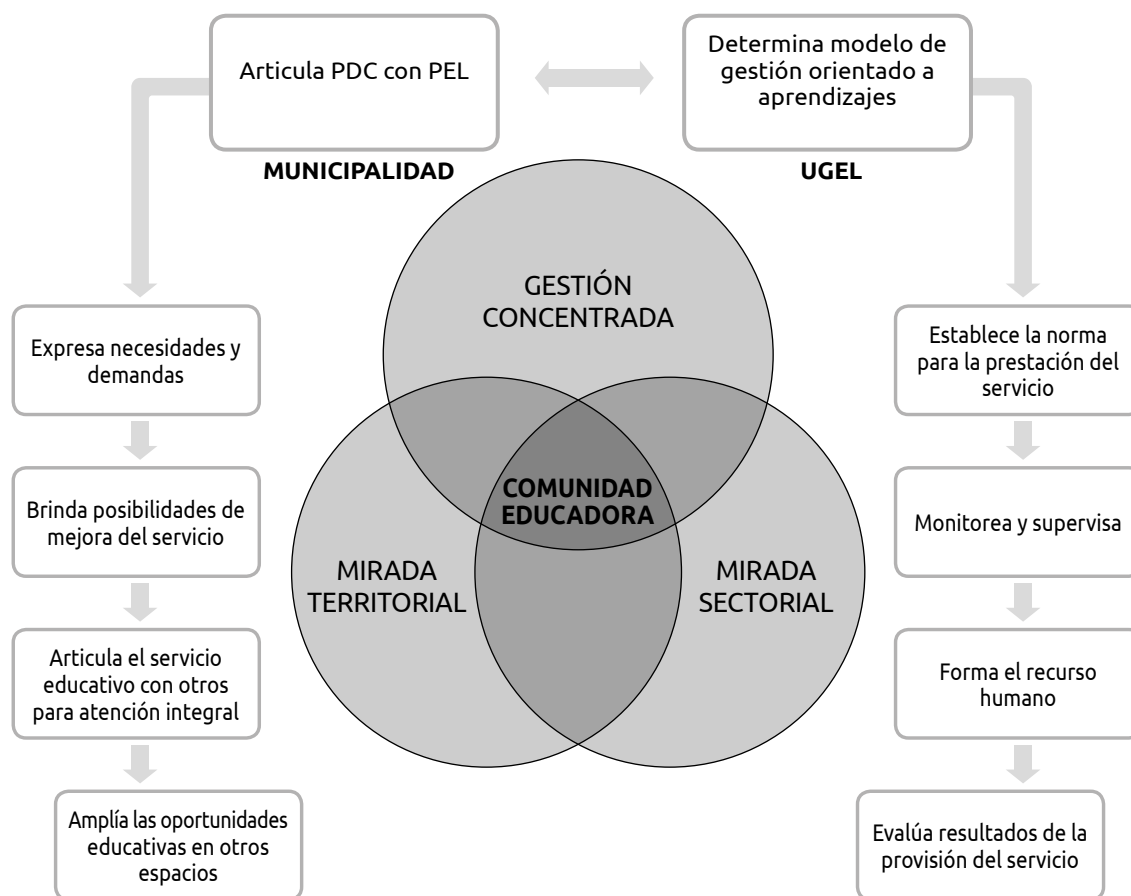 Articula PDC con PEL
MUNICIPALIDAD
Determina modelo de
gestión orientado a
aprendizajes
UGEL
GESTIÓN
CONCENTRADA
COMUNIDAD
EDUCADORA
MIRADA
TERRITORIAL
MIRADA
SECTORIAL
Expresa necesidades y
demandas
Brinda posibilidades de
mejora del servicio
Articula el servicio
educativo con otros
para atención integral
Amplía las oportunidades
educativas en otros
espacios
Establece la norma
para la prestación del
servicio
Monitorea y supervisa
Forma el recurso
humano
Evalúa resultados de la
provisión del servicio